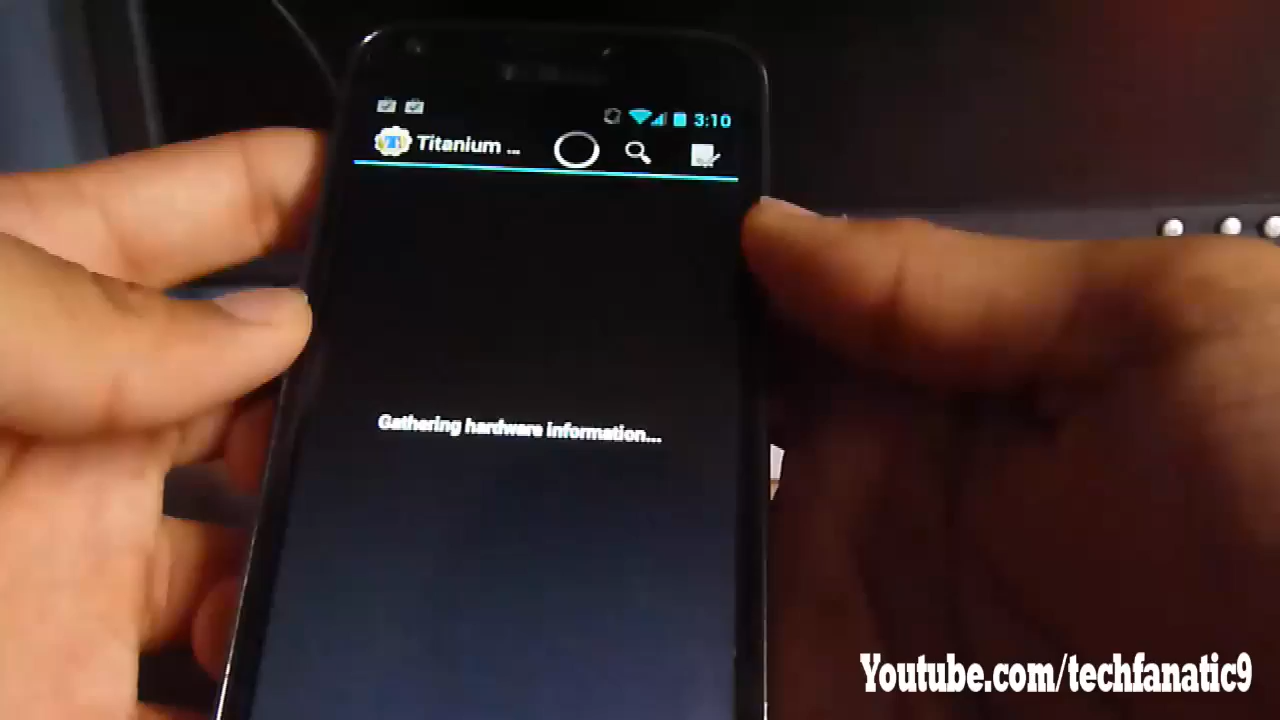 3:10
Titanium ...
Gathering hardware information...
Youtube.com/techfanatic9